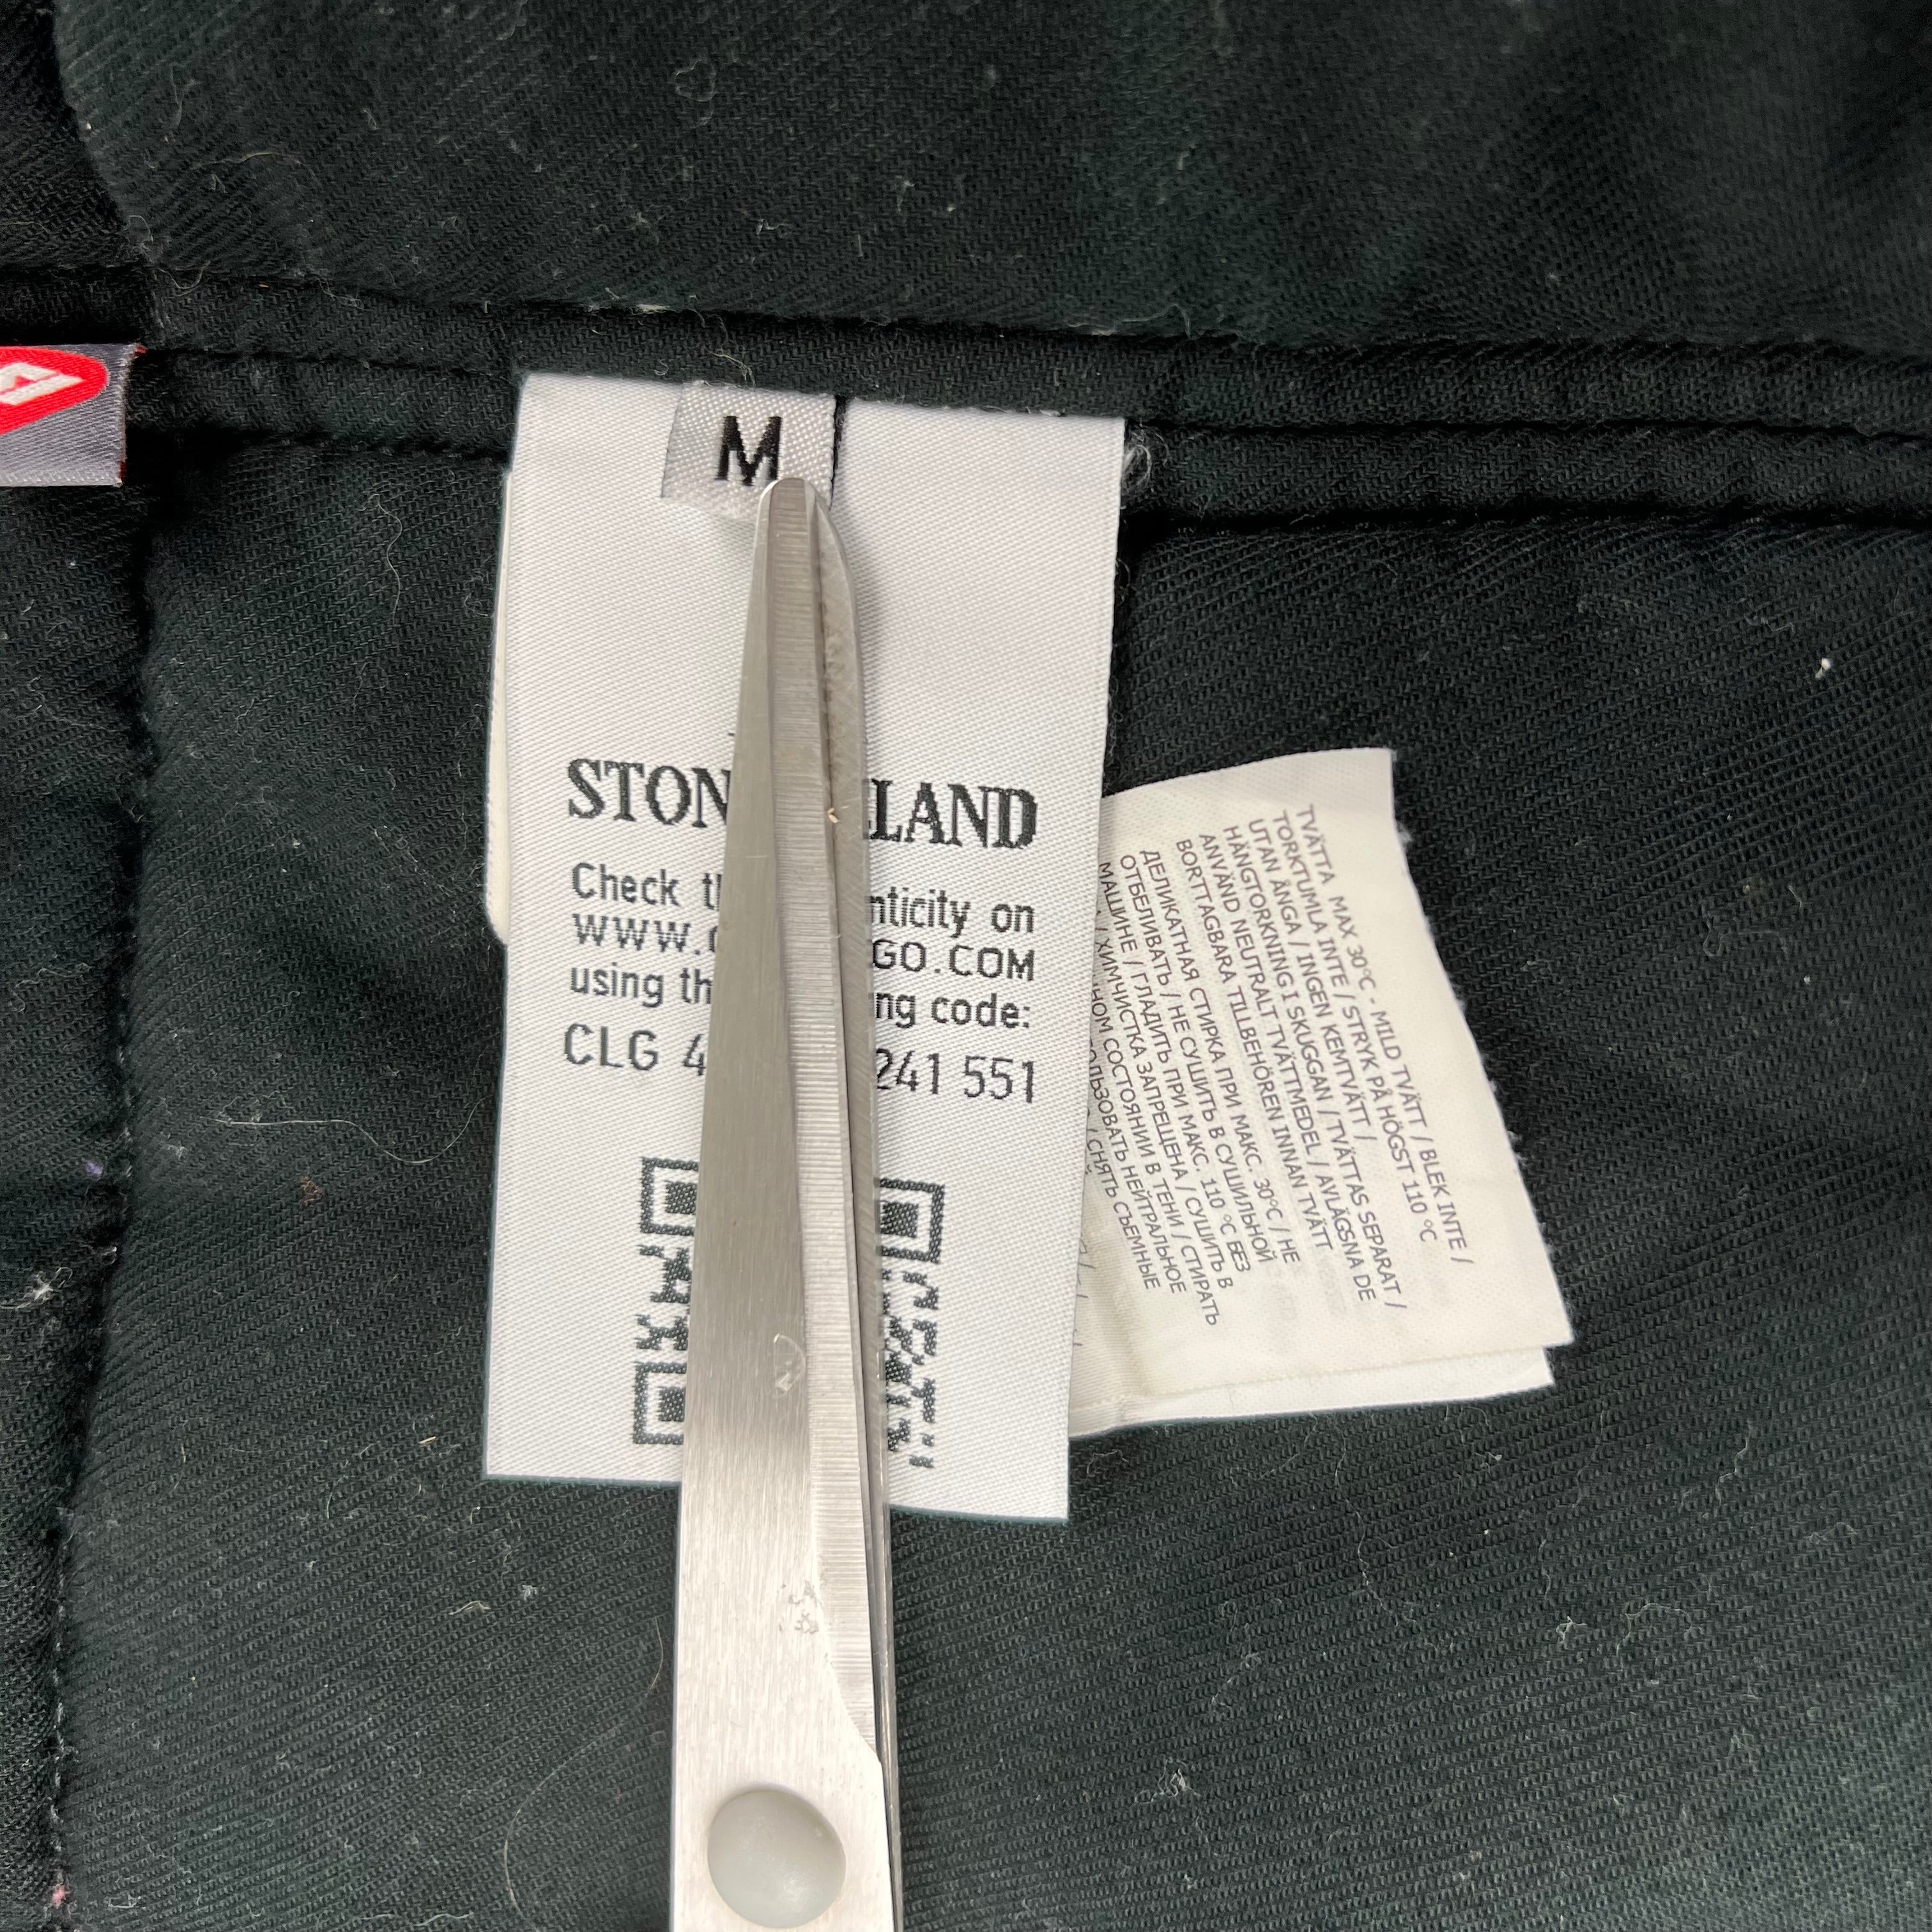 M
STON LAND
Check nticity on
WWW. GO.COM
using ng code:
CLG 4 241 551
TVÄTTA MAX 30°C - MILD TVÄTT / BLEK INTE /
TORKTUMLA INTE / STRYK PÅ HÖGST 110 °C
UTAN ÅNGA / INGEN KEMTVÄTT /
HÄNGTORKNING I SKUGGAN / TVÄTTAS SEPARAT /
ANVÄND NEUTRALT TVÄTTMEDEL / AVLÄGSNA DE
BORTTAGBARA TILLBEHÖREN INNAN TVÄTT
ДЕЛИКАТНАЯ СТИРКА ПРИ МАКС. 30°C / НЕ
ОТБЕЛИВАТЬ / НЕ СУШИТЬ В СУШИЛЬНОЙ
МАШИНЕ / ГЛАДИТЬ ПРИ МАКС. 110 °C БЕЗ
/ ХИМЧИСТКА ЗАПРЕЩЕНА / СУШИТЬ В
НОМ СОСТОЯНИИ В ТЕНИ / СТИРАТЬ
ОЛЬЗОВАТЬ НЕЙТРАЛЬНОЕ
/ СНЯТЬ СЪЕМНЫЕ